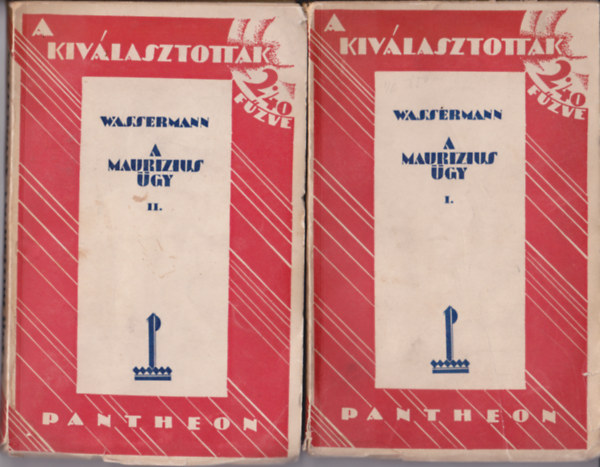 A
KIVÁLASZTOTTAK
2'40
FŰZVE
WASSERMANN
A
MAURIZIUS
ÜGY
II.
P
PANTHEON
A
KIVÁLASZTOTTAK
2'40
FŰZVE
WASSERMANN
A
MAURIZIUS
ÜGY
I.
P
PANTHEON